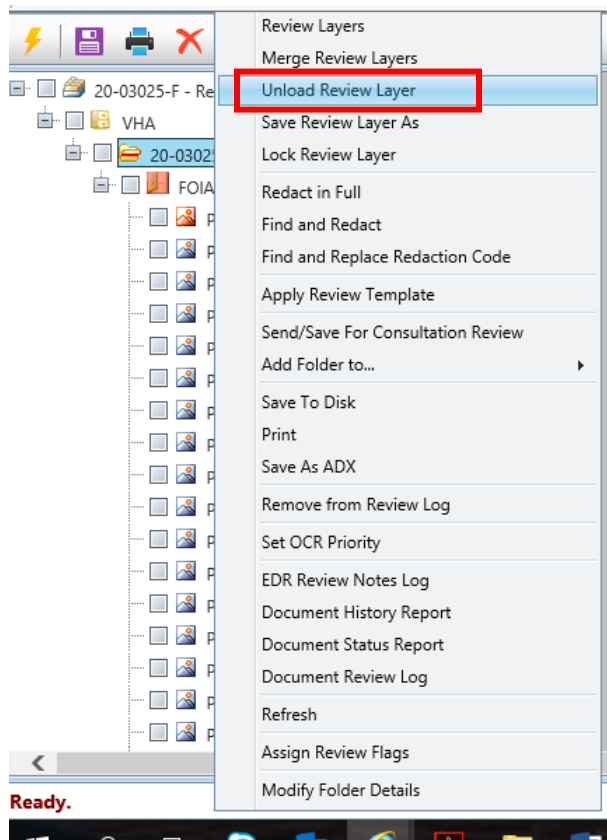 Review Layers
Merge Review Layers
20-03025-F - Re
Unload Review Layer
VHA
Save Review Layer As
20-0302
Lock Review Layer
FOIA
Redact in Full
P
Find and Redact
P
Find and Replace Redaction Code
P
Apply Review Template
P
Send/Save For Consultation Review
P
Add Folder to...
P
Save To Disk
P
Print
P
Save As ADX
P
Remove from Review Log
P
Set OCR Priority
P
EDR Review Notes Log
P
Document History Report
P
Document Status Report
P
Document Review Log
P
Refresh
P
P
Assign Review Flags
Modify Folder Details
Ready.